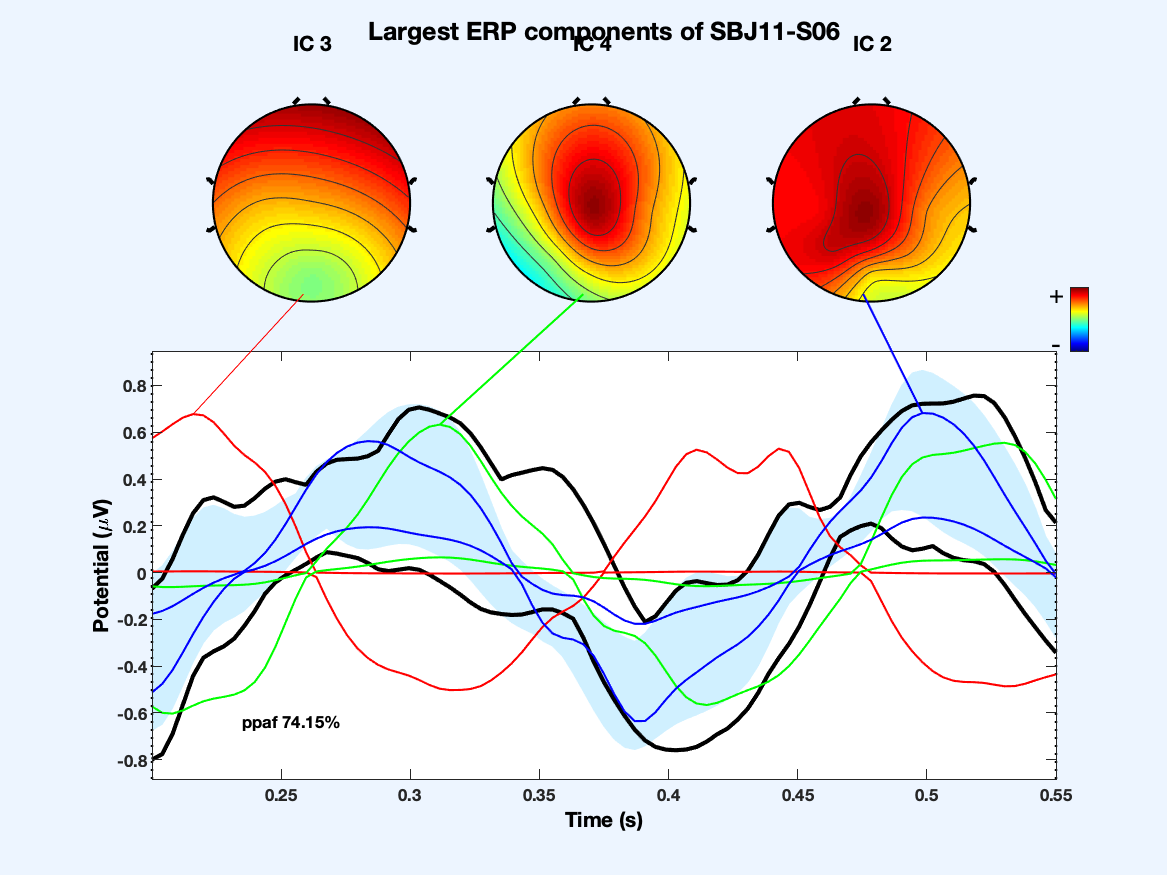 Largest ERP components of SBJ11-S06
IC 3
IC 4
IC 2
+
-
0.8
0.6
0.4
0.2
0
-0.2
-0.4
-0.6
-0.8
Potential (μV)
ppaf 74.15%
0.25
0.3
0.35
0.4
0.45
0.5
0.55
Time (s)